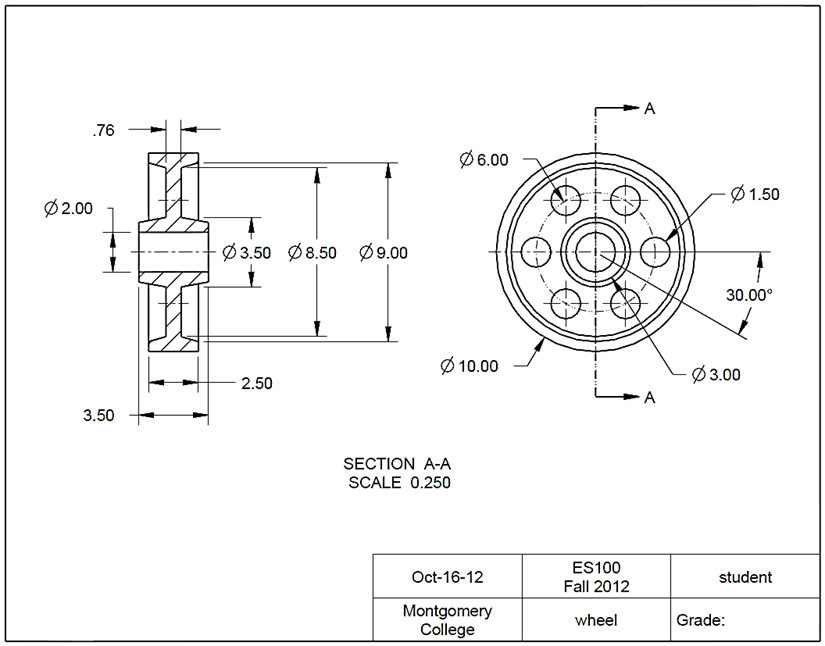 A
.76
∅6.00
∅1.50
∅2.00
∅3.50
∅8.50
∅9.00
30.00°
∅10.00
∅3.00
2.50
A
3.50
SECTION A-A
SCALE 0.250
Oct-16-12
ES100
Fall 2012
student
Montgomery
College
wheel
Grade: